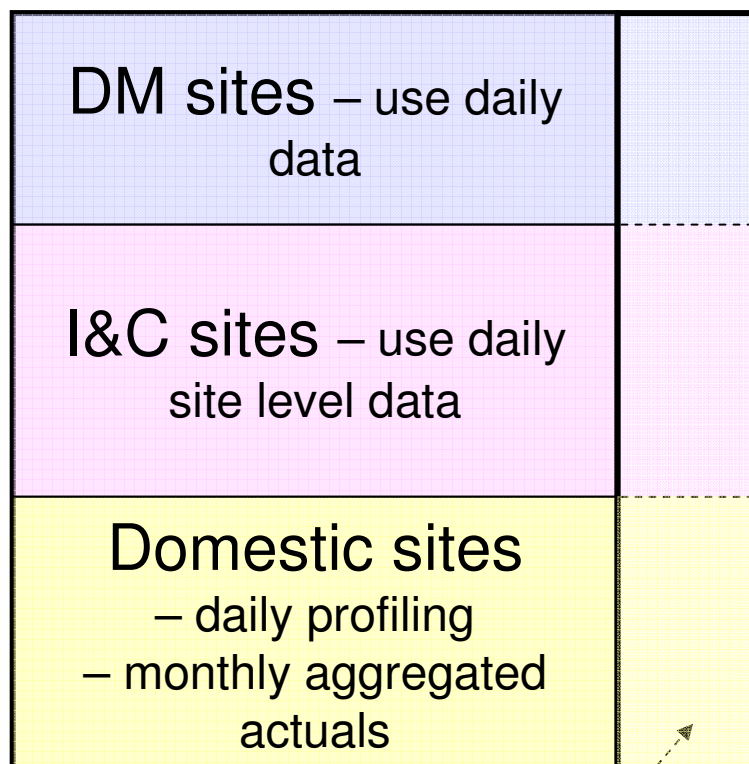 DM sites – use daily
data
I&C sites – use daily
site level data
Domestic sites
– daily profiling
– monthly aggregated
actuals